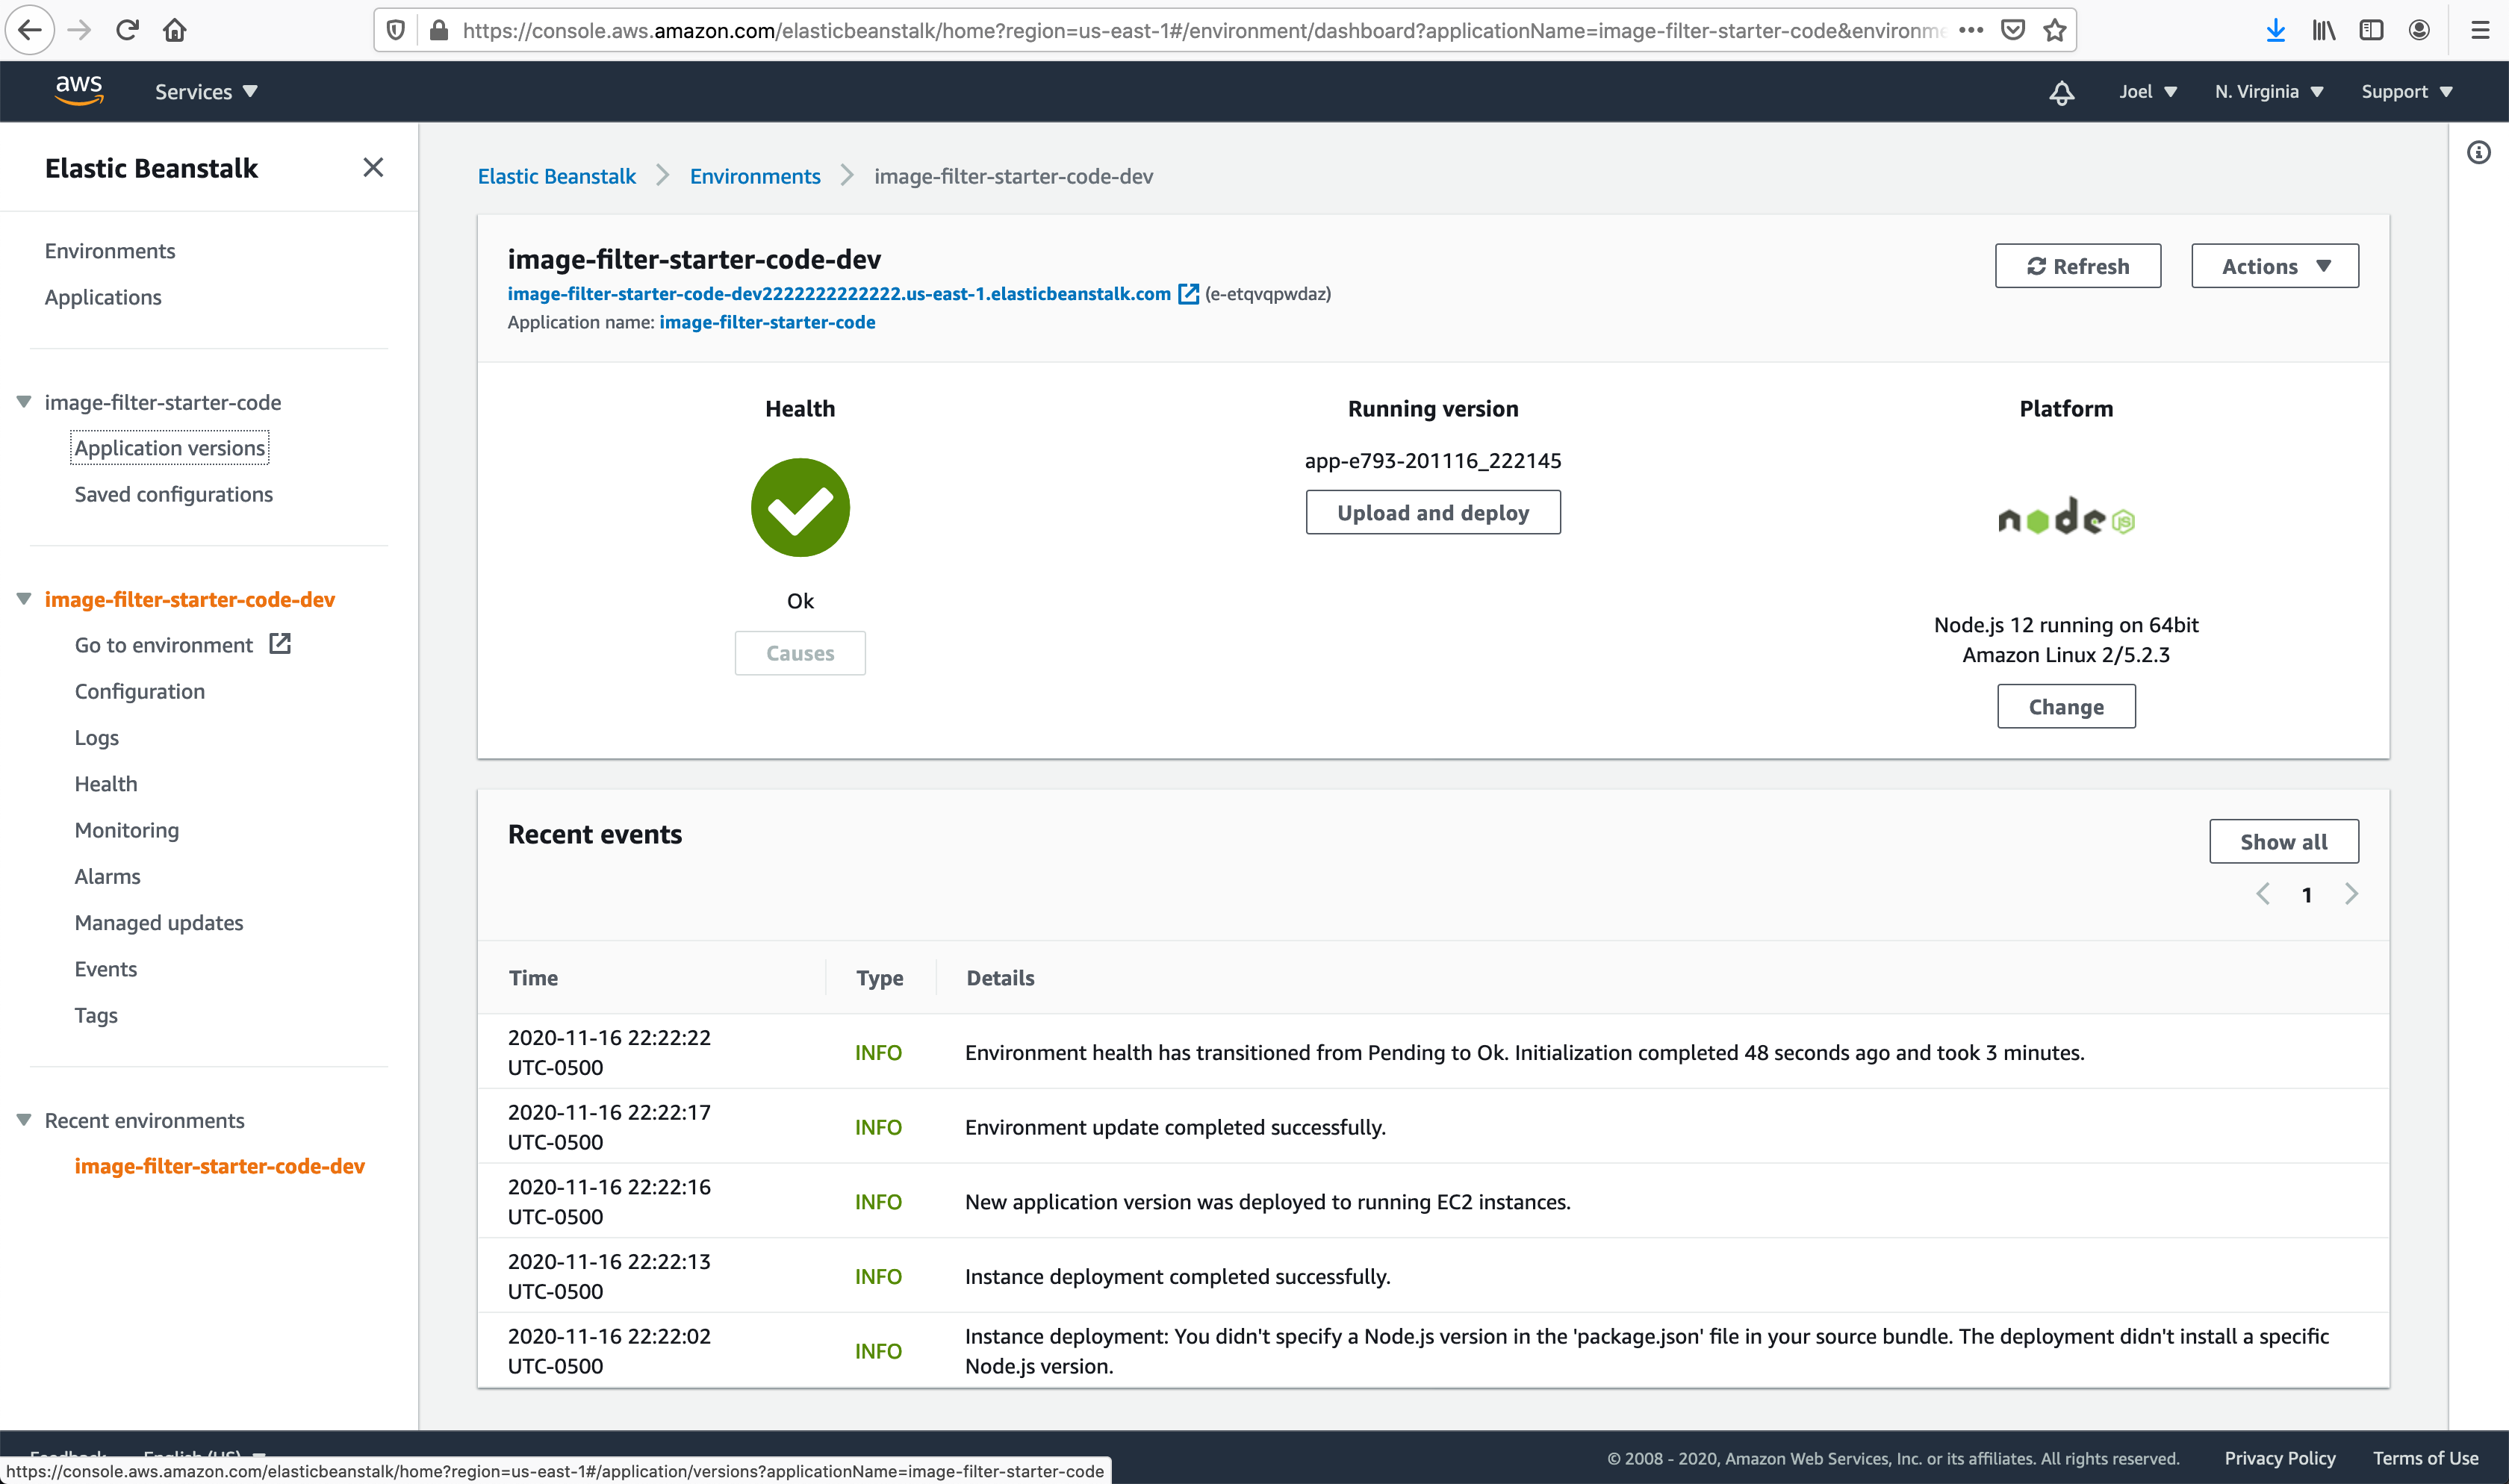 https://console.aws.amazon.com/elasticbeanstalk/home?region=us-east-1#/environment/dashboard?applicationName=image-filter-starter-code&environme
aws
Services
Joel
N. Virginia
Support
Elastic Beanstalk
Environments
Applications
image-filter-starter-code
Application versions
Saved configurations
image-filter-starter-code-dev
Go to environment
Configuration
Logs
Health
Monitoring
Alarms
Managed updates
Events
Tags
Recent environments
image-filter-starter-code-dev
Elastic Beanstalk
Environments
image-filter-starter-code-dev
image-filter-starter-code-dev
image-filter-starter-code-dev2222222222222.us-east-1.elasticbeanstalk.com (e-etqvqpwdaz)
Application name: image-filter-starter-code
Refresh
Actions
Health
Ok
Causes
Running version
app-e793-201116_222145
Upload and deploy
Platform
node JS
Node.js 12 running on 64bit
Amazon Linux 2/5.2.3
Change
Recent events
Show all
1
Time
Type
Details
2020-11-16 22:22:22
UTC-0500
INFO
Environment health has transitioned from Pending to Ok. Initialization completed 48 seconds ago and took 3 minutes.
2020-11-16 22:22:17
UTC-0500
INFO
Environment update completed successfully.
2020-11-16 22:22:16
UTC-0500
INFO
New application version was deployed to running EC2 instances.
2020-11-16 22:22:13
UTC-0500
INFO
Instance deployment completed successfully.
2020-11-16 22:22:02
UTC-0500
INFO
Instance deployment: You didn't specify a Node.js version in the 'package.json' file in your source bundle. The deployment didn't install a specific
Node.js version.
Feedback
English (US)
© 2008 - 2020, Amazon Web Services, Inc. or its affiliates. All rights reserved.
Privacy Policy
Terms of Use
https://console.aws.amazon.com/elasticbeanstalk/home?region=us-east-1#/application/versions?applicationName=image-filter-starter-code